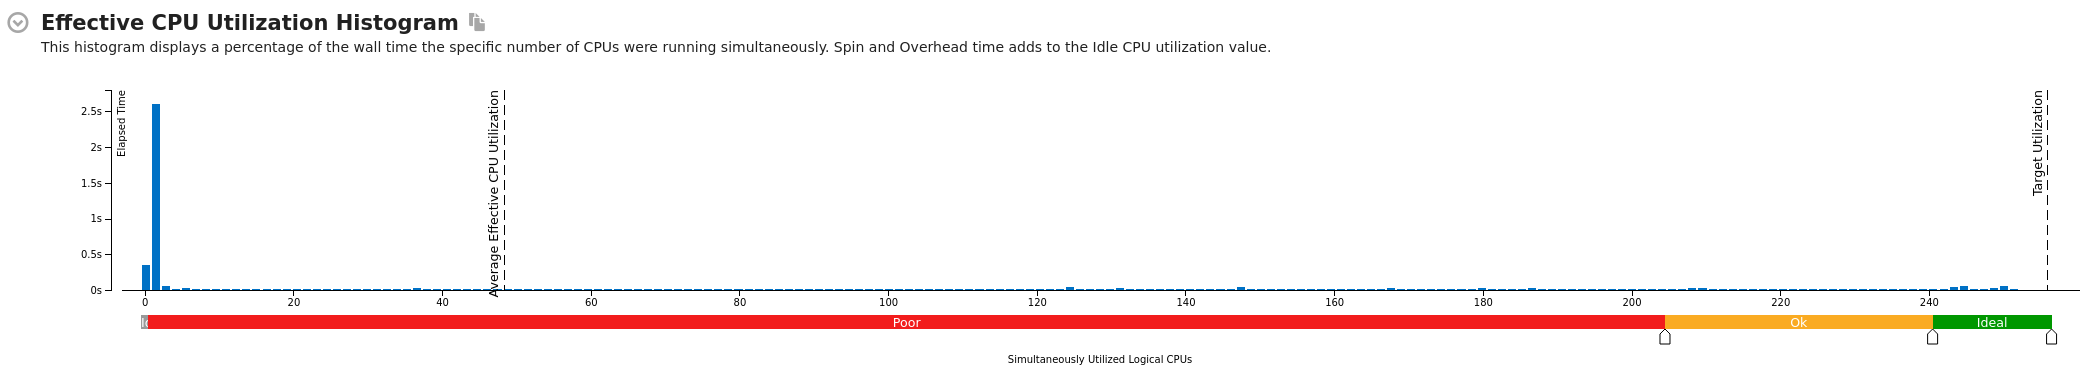 Effective CPU Utilization Histogram
This histogram displays a percentage of the wall time the specific number of CPUs were running simultaneously. Spin and Overhead time adds to the Idle CPU utilization value.
Elapsed Time
2.5s
2s
1.5s
1s
0.5s
0s
Average Effective CPU Utilization
Target Utilization
0 20 40 60 80 100 120 140 160 180 200 220 240
Poor Ok Ideal
Simultaneously Utilized Logical CPUs